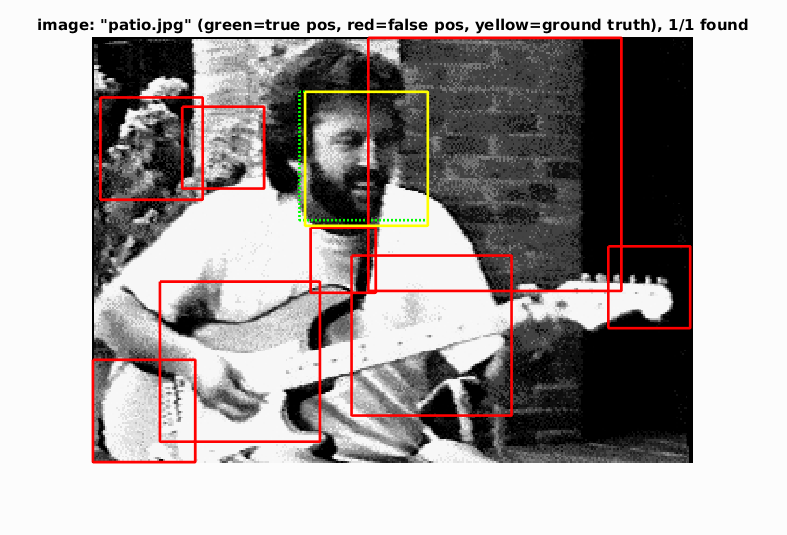 image: "patio.jpg" (green=true pos, red=false pos, yellow=ground truth), 1/1 found